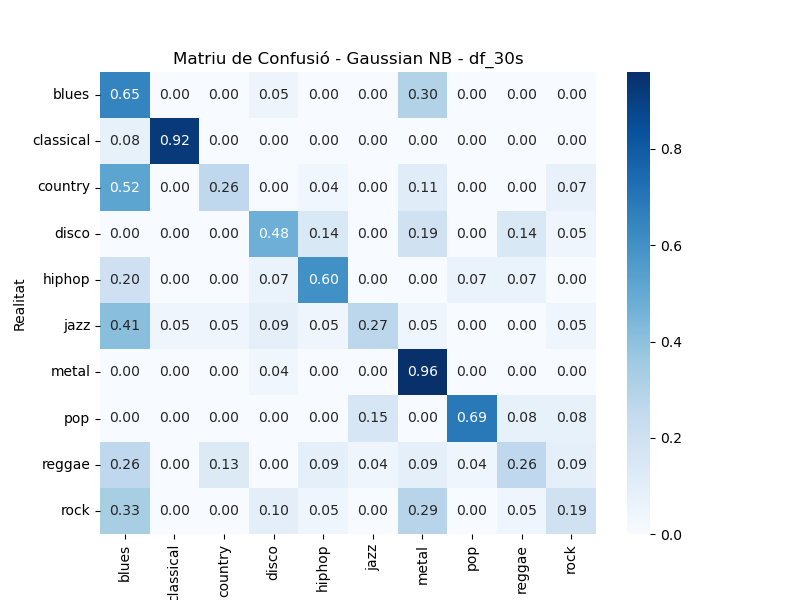 Matriu de Confusió - Gaussian NB - df_30s
blues 0.65 0.00 0.00 0.05 0.00 0.00 0.30 0.00 0.00 0.00
classical 0.08 0.92 0.00 0.00 0.00 0.00 0.00 0.00 0.00 0.00
country 0.52 0.00 0.26 0.00 0.04 0.00 0.11 0.00 0.00 0.07
disco 0.00 0.00 0.00 0.48 0.14 0.00 0.19 0.00 0.14 0.05
hiphop 0.20 0.00 0.00 0.07 0.60 0.00 0.00 0.07 0.07 0.00
jazz 0.41 0.05 0.05 0.09 0.05 0.27 0.05 0.00 0.00 0.05
metal 0.00 0.00 0.00 0.04 0.00 0.00 0.96 0.00 0.00 0.00
pop 0.00 0.00 0.00 0.00 0.00 0.15 0.00 0.69 0.08 0.08
reggae 0.26 0.00 0.13 0.00 0.09 0.04 0.09 0.04 0.26 0.09
rock 0.33 0.00 0.00 0.10 0.05 0.00 0.29 0.00 0.05 0.19
blues classical country disco hiphop jazz metal pop reggae rock
Realitat
0.8
0.6
0.4
0.2
0.0